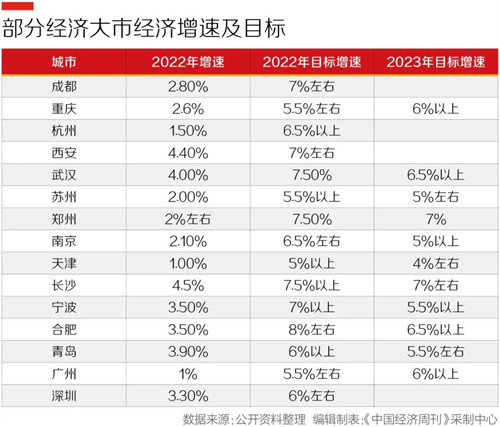 部分经济大市经济增速及目标
城市 2022年增速 2022年目标增速 2023年目标增速
成都 2.80% 7%左右
重庆 2.6% 5.5%左右 6%以上
杭州 1.50% 6.5%以上
西安 4.40% 7%左右
武汉 4.00% 7.50% 6.5%以上
苏州 2.00% 5.5%以上 5%左右
郑州 2%左右 7.50% 7%
南京 2.10% 6.5%左右 5%以上
天津 1.00% 5%以上 4%左右
长沙 4.5% 7.5%以上 7%左右
宁波 3.50% 7%以上 5.5%以上
合肥 3.50% 8%左右 6.5%以上
青岛 3.90% 6%以上 5.5%左右
广州 1% 5.5%左右 6%以上
深圳 3.30% 6%左右
数据来源:公开资料整理 编辑制表:《中国经济周刊》采制中心